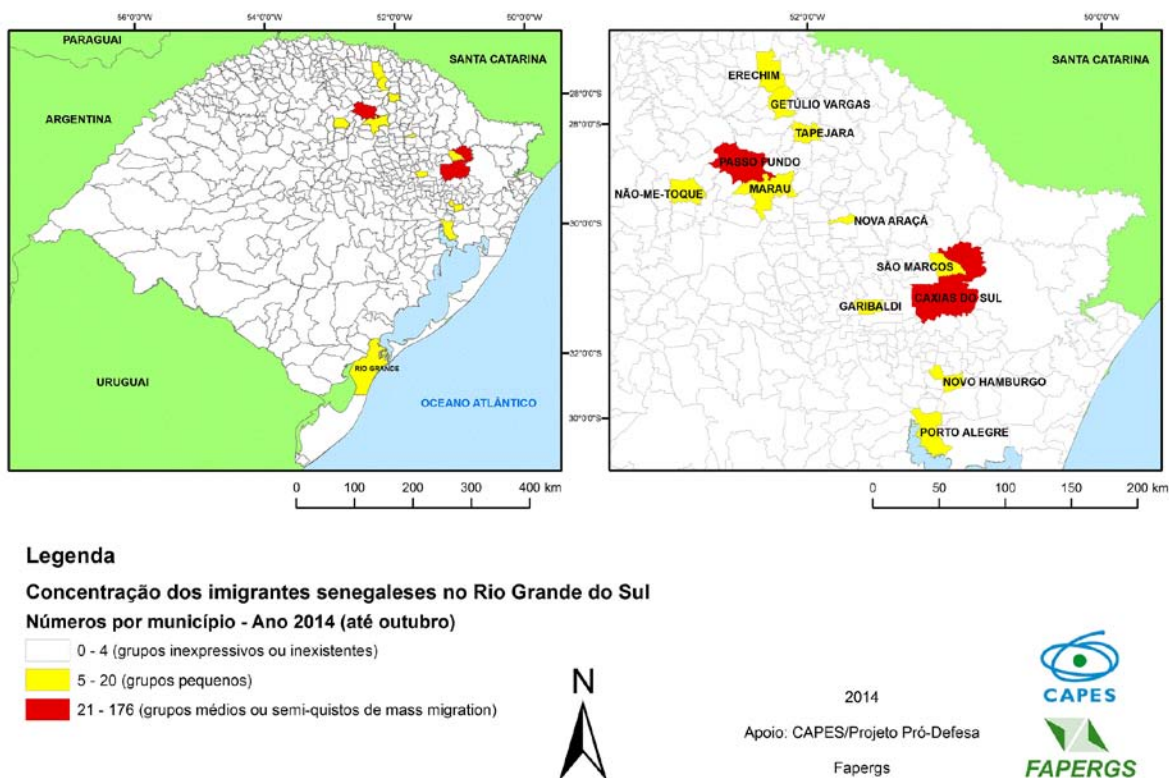 56°0'0"W
54°0'0"W
52°0'0"W
50°0'0"W
PARAGUAI
SANTA CATARINA
ARGENTINA
28°0'0"S
30°0'0"S
32°0'0"S
RIO GRANDE
URUGUAI
OCEANO ATLÂNTICO
0 100 200 300 400 km
52°0'0"W
50°0'0"W
SANTA CATARINA
ERECHIM
GETÚLIO VARGAS
28°0'0"S
TAPEJARA
PASSO FUNDO
NÃO-ME-TOQUE
MARAU
NOVA ARAÇÁ
SÃO MARCOS
CAXIAS DO SUL
GARIBALDI
NOVO HAMBURGO
30°0'0"S
PORTO ALEGRE
0 50 100 150 200 km
Legenda
Concentração dos imigrantes senegaleses no Rio Grande do Sul
Números por município - Ano 2014 (até outubro)
0 - 4 (grupos inexpressivos ou inexistentes)
5 - 20 (grupos pequenos)
21 - 176 (grupos médios ou semi-quistos de mass migration)
N
2014
Apoio: CAPES/Projeto Pró-Defesa
Fapergs
CAPES
FAPERGS